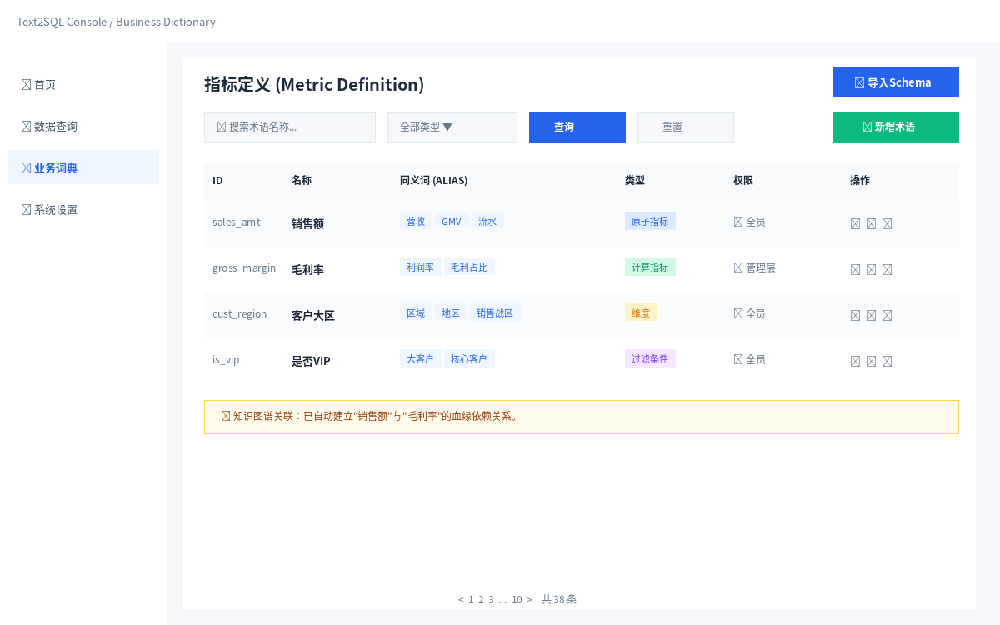 Text2SQL Console / Business Dictionary
首页
数据查询
业务词典
系统设置
指标定义 (Metric Definition)
导入Schema
搜索术语名称...
全部类型 ▼
查询
重置
新增术语
ID 名称 同义词 (ALIAS) 类型 权限 操作
sales_amt 销售额 营收 GMV 流水 原子指标 全员
gross_margin 毛利率 利润率 毛利占比 计算指标 管理层
cust_region 客户大区 区域 地区 销售战区 维度 全员
is_vip 是否VIP 大客户 核心客户 过滤条件 全员
知识图谱关联：已自动建立"销售额"与"毛利率"的血缘依赖关系。
< 1 2 3 ... 10 > 共 38 条